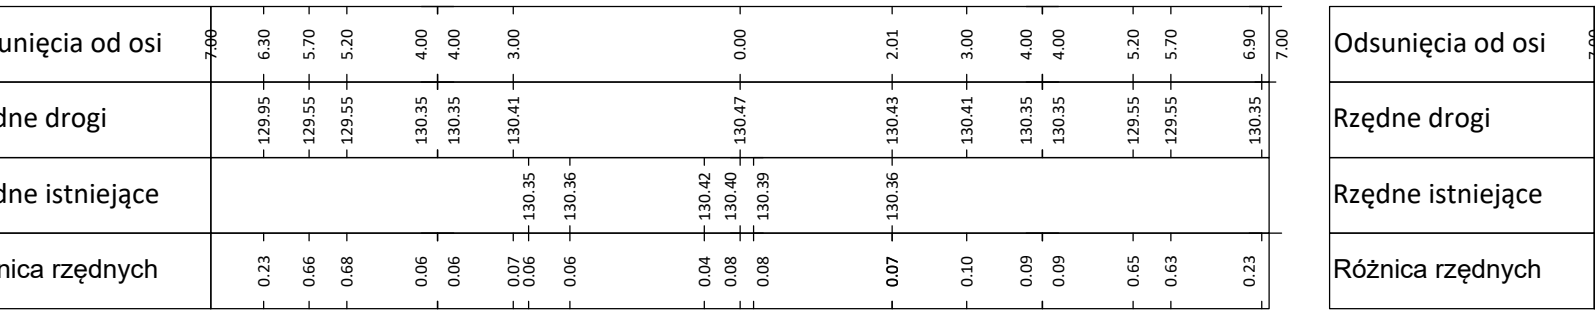 unięcia od osi 7.00 6.30 5.70 5.20 4.00 4.00 3.00 0.00 2.01 3.00 4.00 4.00 5.20 5.70 6.90 7.00 Odsunięcia od osi
dne drogi 129.95 129.55 129.55 130.35 130.35 130.41 130.47 130.43 130.41 130.35 130.35 129.55 129.55 130.35 Rzędne drogi
dne istniejące 130.35 130.36 130.42 130.40 130.39 130.36 Rzędne istniejące
nica rzędnych 0.23 0.66 0.68 0.06 0.06 0.07 0.06 0.06 0.04 0.08 0.08 0.07 0.10 0.09 0.09 0.65 0.63 0.23 Różnica rzędnych